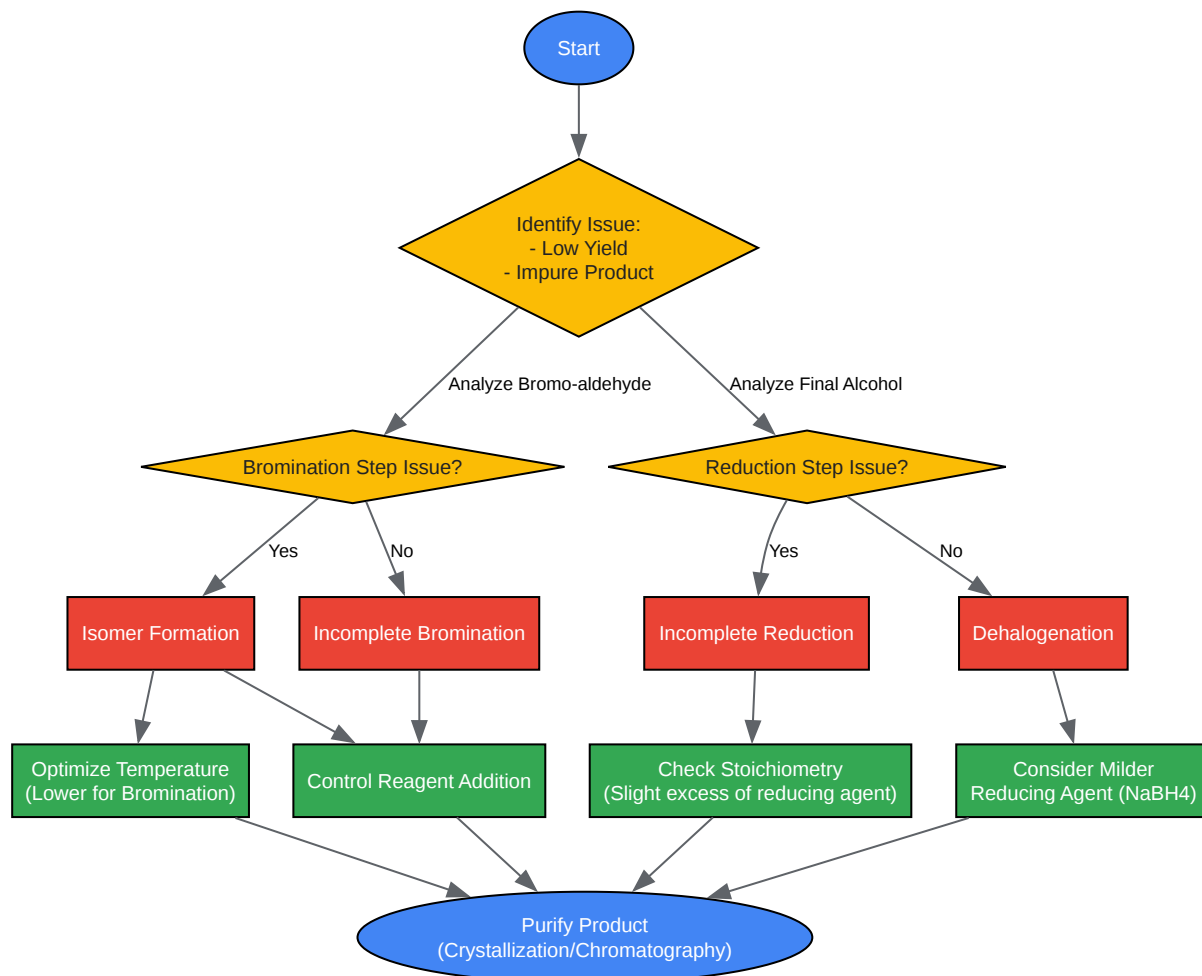 Start
Identify Issue:
- Low Yield
- Impure Product
Analyze Bromo-aldehyde
Analyze Final Alcohol
Bromination Step Issue?
Reduction Step Issue?
Yes
No
Yes
No
Isomer Formation
Incomplete Bromination
Incomplete Reduction
Dehalogenation
Optimize Temperature
(Lower for Bromination)
Control Reagent Addition
Check Stoichiometry
(Slight excess of reducing agent)
Consider Milder
Reducing Agent (NaBH4)
Purify Product
(Crystallization/Chromatography)